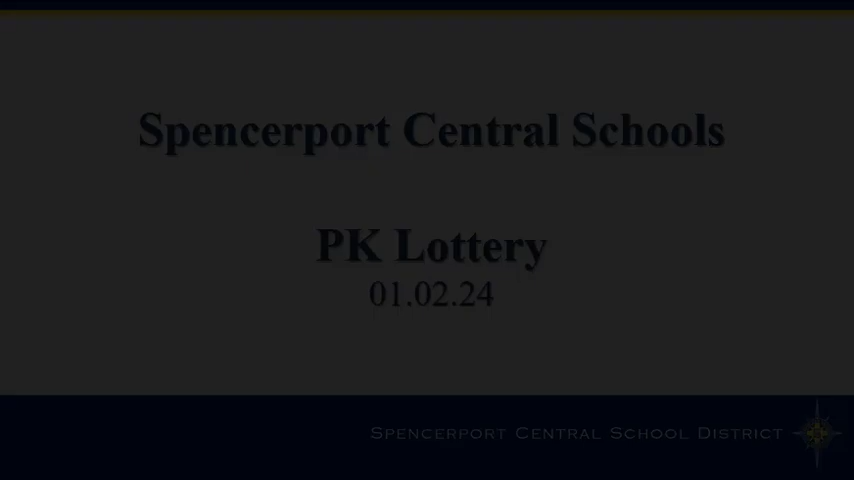 Spencerport Central Schools
PK Lottery
01.02.24
Spencerport Central School District